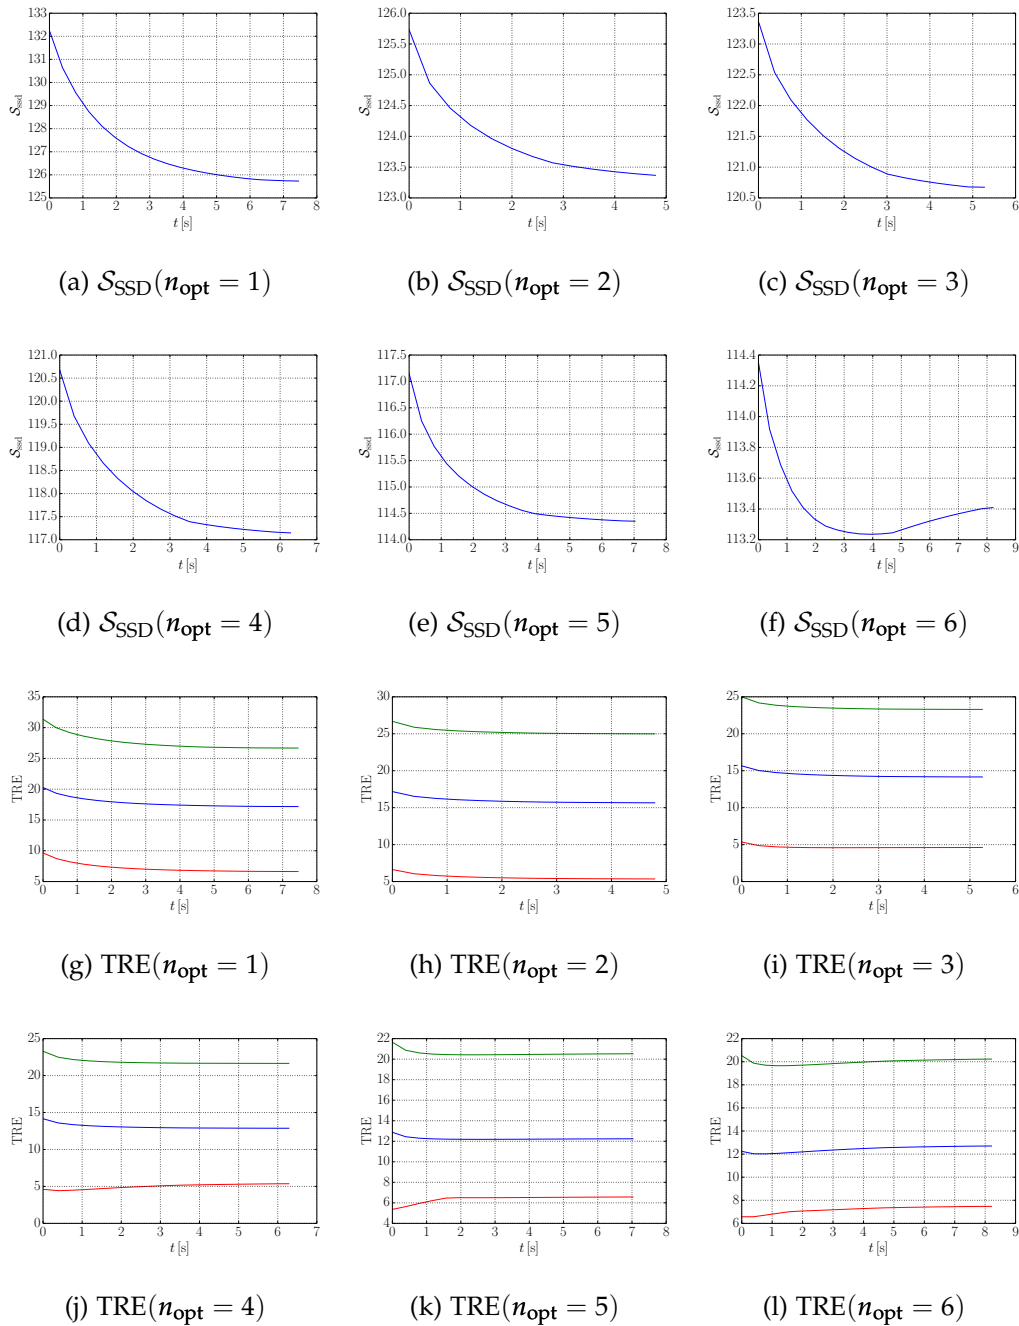 133
132
131
130
129
128
127
126
125
S_ssd
0 1 2 3 4 5 6 7 8
t [s]
126.0
125.5
125.0
124.5
124.0
123.5
123.0
S_ssd
0 1 2 3 4 5
t [s]
123.5
123.0
122.5
122.0
121.5
121.0
120.5
S_ssd
0 1 2 3 4 5 6
t [s]
(a) S_SSD(n_opt = 1)
(b) S_SSD(n_opt = 2)
(c) S_SSD(n_opt = 3)
121.0
120.5
120.0
119.5
119.0
118.5
118.0
117.5
117.0
S_ssd
0 1 2 3 4 5 6 7
t [s]
117.5
117.0
116.5
116.0
115.5
115.0
114.5
114.0
S_ssd
0 1 2 3 4 5 6 7 8
t [s]
114.4
114.2
114.0
113.8
113.6
113.4
113.2
S_ssd
0 1 2 3 4 5 6 7 8 9
t [s]
(d) S_SSD(n_opt = 4)
(e) S_SSD(n_opt = 5)
(f) S_SSD(n_opt = 6)
35
30
25
20
15
10
5
TRE
0 1 2 3 4 5 6 7 8
t [s]
30
25
20
15
10
5
TRE
0 1 2 3 4 5
t [s]
25
20
15
10
5
0
TRE
0 1 2 3 4 5 6
t [s]
(g) TRE(n_opt = 1)
(h) TRE(n_opt = 2)
(i) TRE(n_opt = 3)
25
20
15
10
5
0
TRE
0 1 2 3 4 5 6 7
t [s]
22
20
18
16
14
12
10
8
6
4
TRE
0 1 2 3 4 5 6 7 8
t [s]
22
20
18
16
14
12
10
8
6
TRE
0 1 2 3 4 5 6 7 8 9
t [s]
(j) TRE(n_opt = 4)
(k) TRE(n_opt = 5)
(l) TRE(n_opt = 6)